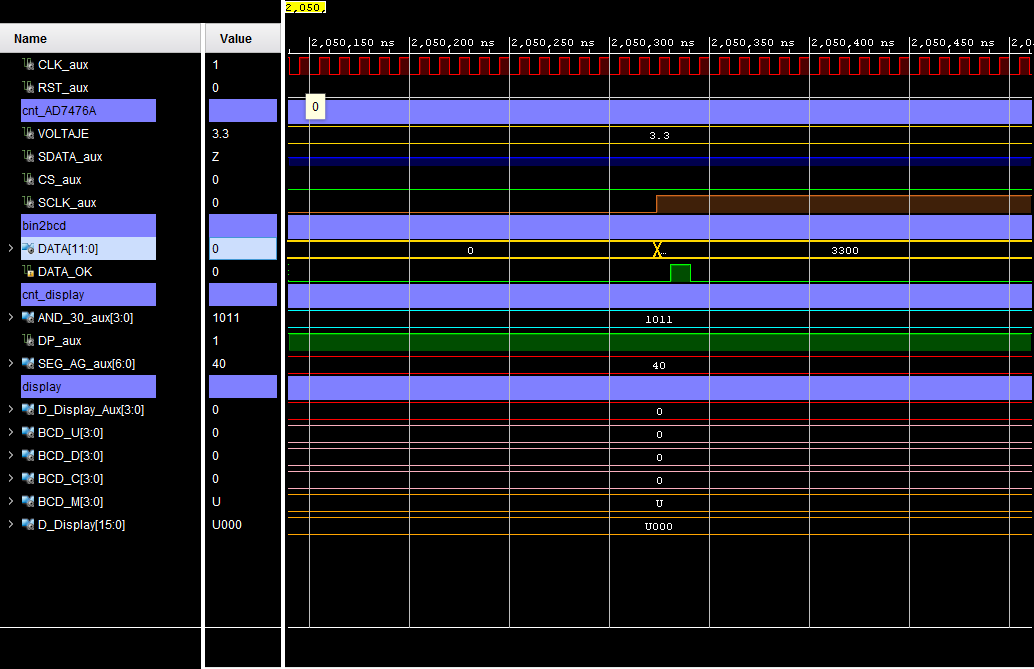 2,050,
Name Value
2,050,150 ns 2,050,200 ns 2,050,250 ns 2,050,300 ns 2,050,350 ns 2,050,400 ns 2,050,450 ns 2,0
CLK_aux 1
RST_aux 0
cnt_AD7476A 0
VOLTAJE 3.3 3.3
SDATA_aux Z
CS_aux 0
SCLK_aux 0
bin2bcd
DATA[11:0] 0 0 ... 3300
DATA_OK 0
cnt_display
AND_30_aux[3:0] 1011 1011
DP_aux 1
SEG_AG_aux[6:0] 40 40
display
D_Display_Aux[3:0] 0 0
BCD_U[3:0] 0 0
BCD_D[3:0] 0 0
BCD_C[3:0] 0 0
BCD_M[3:0] U U
D_Display[15:0] U000 U000